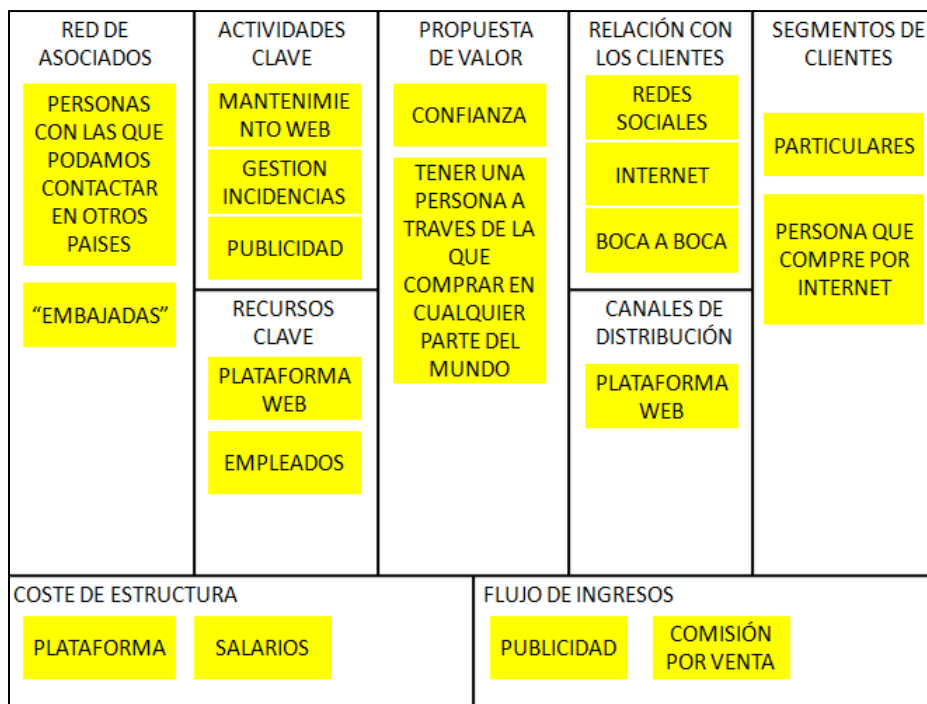 RED DE
ASOCIADOS
PERSONAS
CON LAS QUE
PODAMOS
CONTACTAR
EN OTROS
PAISES
“EMBAJADAS”
ACTIVIDADES
CLAVE
MANTENIMIE
NTO WEB
GESTION
INCIDENCIAS
PUBLICIDAD
RECURSOS
CLAVE
PLATAFORMA
WEB
EMPLEADOS
PROPUESTA
DE VALOR
CONFIANZA
TENER UNA
PERSONA A
TRAVES DE LA
QUE
COMPRAR EN
CUALQUIER
PARTE DEL
MUNDO
RELACIÓN CON
LOS CLIENTES
REDES
SOCIALES
INTERNET
BOCA A BOCA
CANALES DE
DISTRIBUCIÓN
PLATAFORMA
WEB
SEGMENTOS DE
CLIENTES
PARTICULARES
PERSONA QUE
COMPRE POR
INTERNET
COSTE DE ESTRUCTURA
PLATAFORMA
SALARIOS
FLUJO DE INGRESOS
PUBLICIDAD
COMISIÓN
POR VENTA